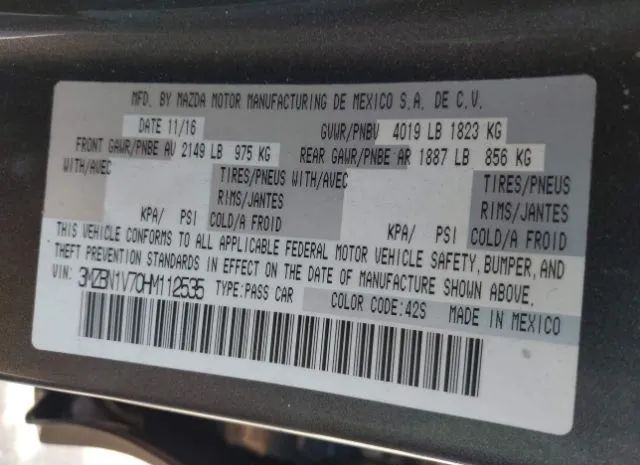 MFD. BY MAZDA MOTOR MANUFACTURING DE MEXICO S.A. DE C.V.
DATE 11/16 GVWR/PNBV 4019 LB 1823 KG
FRONT GAWR/PNBE AV 2149 LB 975 KG REAR GAWR/PNBE AR 1887 LB 856 KG
WITH/AVEC TIRES/PNEUS WITH/AVEC TIRES/PNEUS
RIMS/JANTES RIMS/JANTES
KPA/ PSI COLD/A FROID KPA/ PSI COLD/A FROID
THIS VEHICLE CONFORMS TO ALL APPLICABLE FEDERAL MOTOR VEHICLE SAFETY, BUMPER, AND
THEFT PREVENTION STANDARDS IN EFFECT ON THE DATE OF MANUFACTURE SHOWN ABOVE.
VIN: 3MZBN1V70HM112535 TYPE:PASS CAR COLOR CODE:42S MADE IN MEXICO